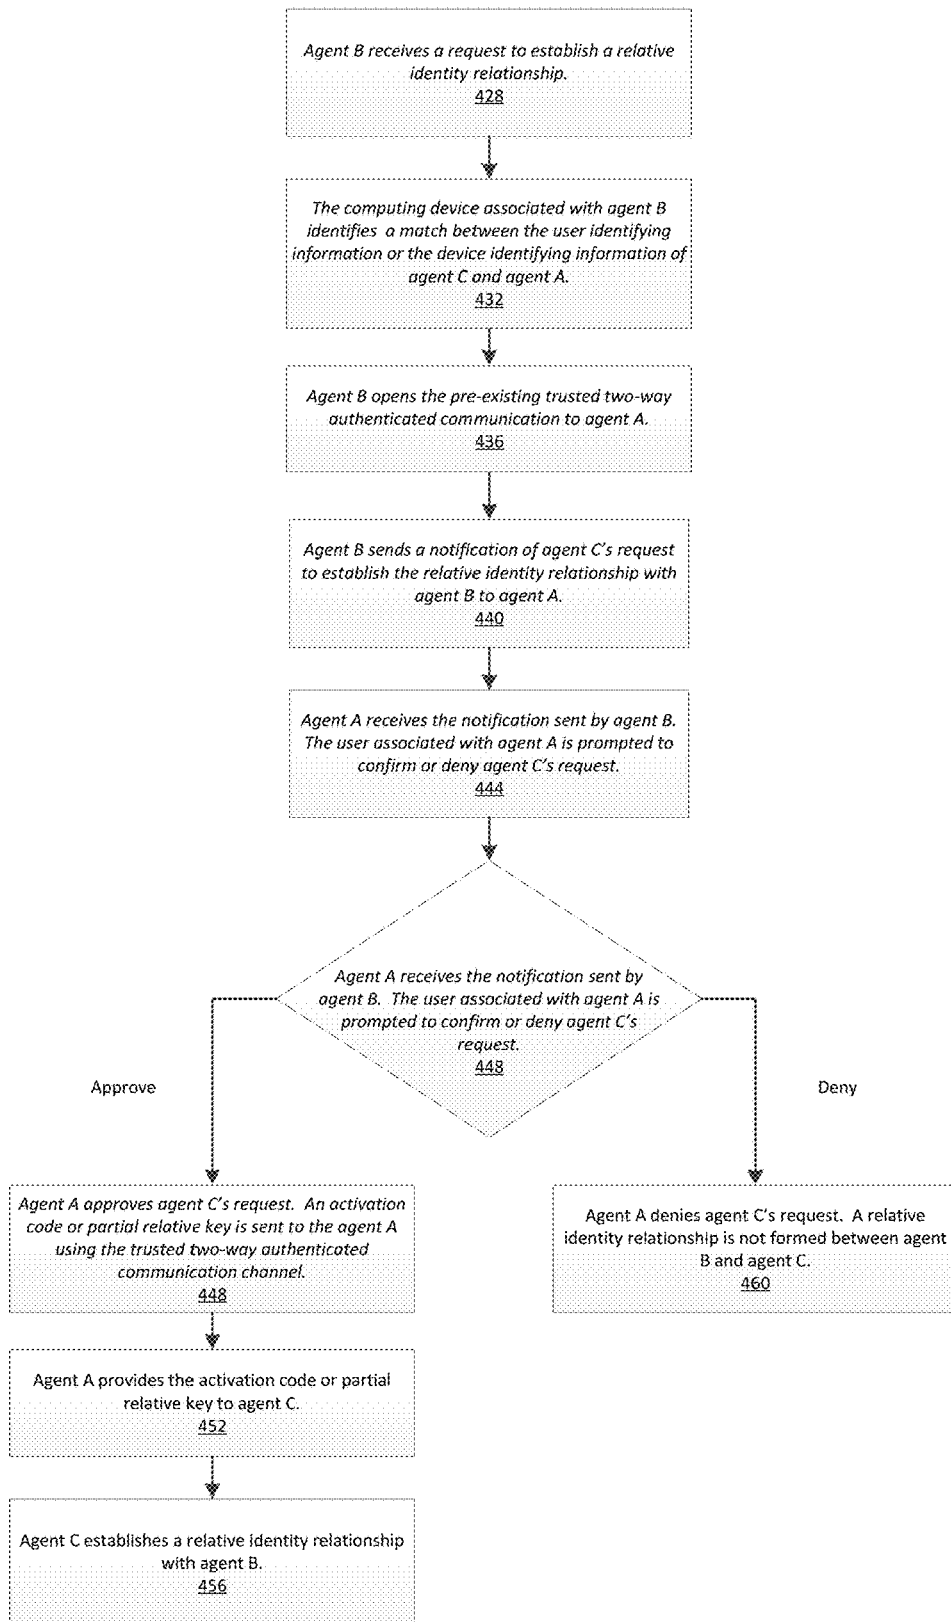 Agent B receives a request to establish a relative
identity relationship.
428
The computing device associated with agent B
identifies a match between the user identifying
information or the device identifying information of
agent C and agent A.
432
Agent B opens the pre-existing trusted two-way
authenticated communication to agent A.
436
Agent B sends a notification of agent C's request
to establish the relative identity relationship with
agent B to agent A.
440
Agent A receives the notification sent by agent B.
The user associated with agent A is prompted to
confirm or deny agent C's request.
444
Agent A receives the notification sent by
agent B. The user associated with agent A is
prompted to confirm or deny agent C's
request.
448
Approve
Deny
Agent A approves agent C's request. An activation
code or partial relative key is sent to the agent A
using the trusted two-way authenticated
communication channel.
448
Agent A denies agent C's request. A relative
identity relationship is not formed between agent
B and agent C.
460
Agent A provides the activation code or partial
relative key to agent C.
452
Agent C establishes a relative identity relationship
with agent B.
456